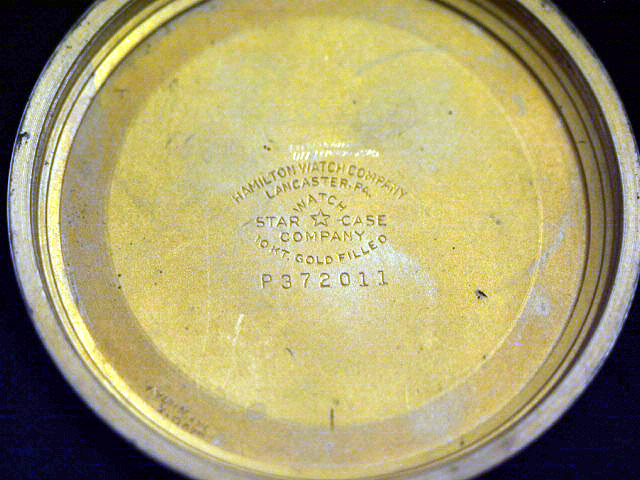 HAMILTON WATCH COMPANY
LANCASTER, PA.
WATCH
STAR CASE
COMPANY
10 KT. GOLD FILLED
P372011